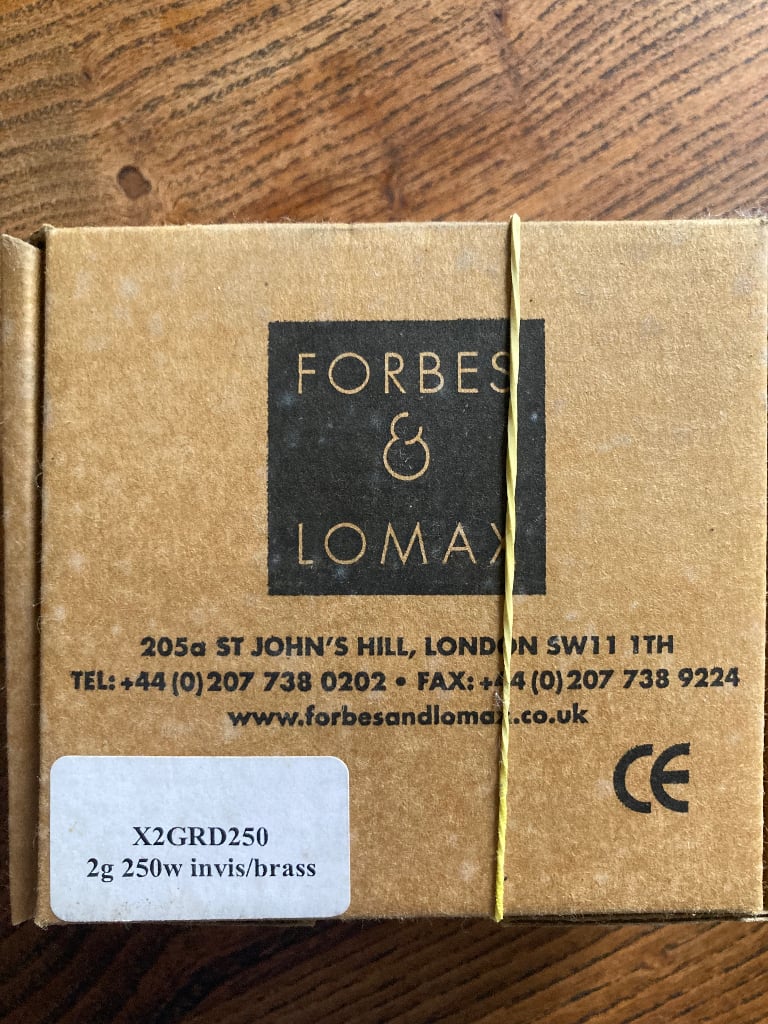 FORBES
&
LOMAX
205a ST JOHN'S HILL, LONDON SW11 1TH
TEL: +44 (0) 207 738 0202 • FAX: +44 (0) 207 738 9224
www.forbesandlomax.co.uk
CE
X2GRD250
2g 250w invis/brass